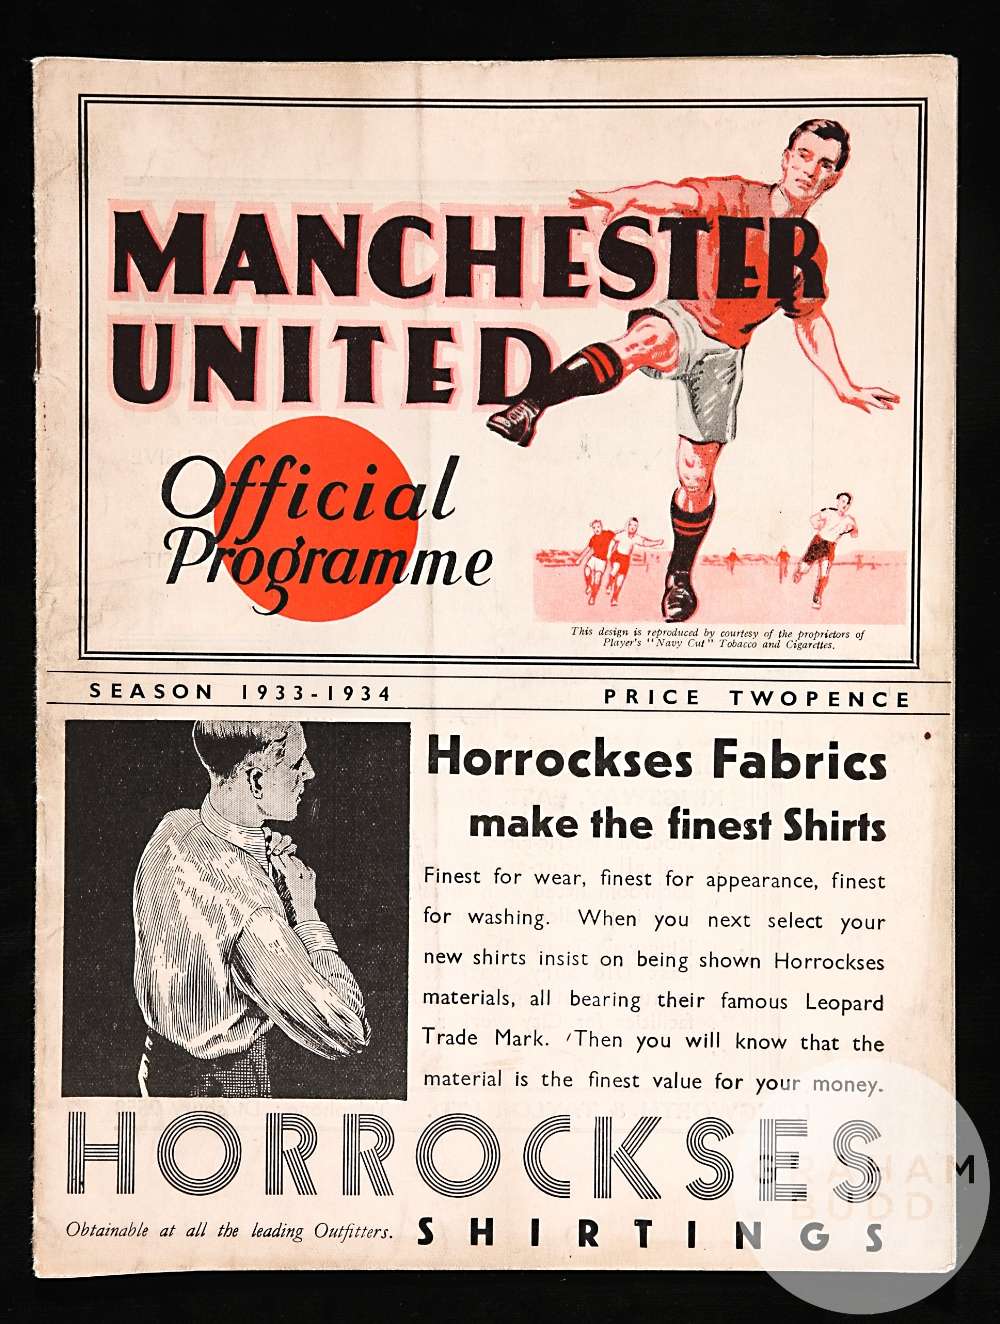 MANCHESTER
UNITED
Official
Programme
This design is reproduced by courtesy of the proprietors of
Player's "Navy Cut" Tobacco and Cigarettes.
SEASON 1933-1934
PRICE TWOPENCE
Horrockses Fabrics
make the finest Shirts
Finest for wear, finest for appearance, finest
for washing. When you next select your
new shirts insist on being shown Horrockses
materials, all bearing their famous Leopard
Trade Mark. Then you will know that the
material is the finest value for your money.
HORROCKSES
Obtainable at all the leading Outfitters.
SHIRTINGS
GRAHAM
BUDD